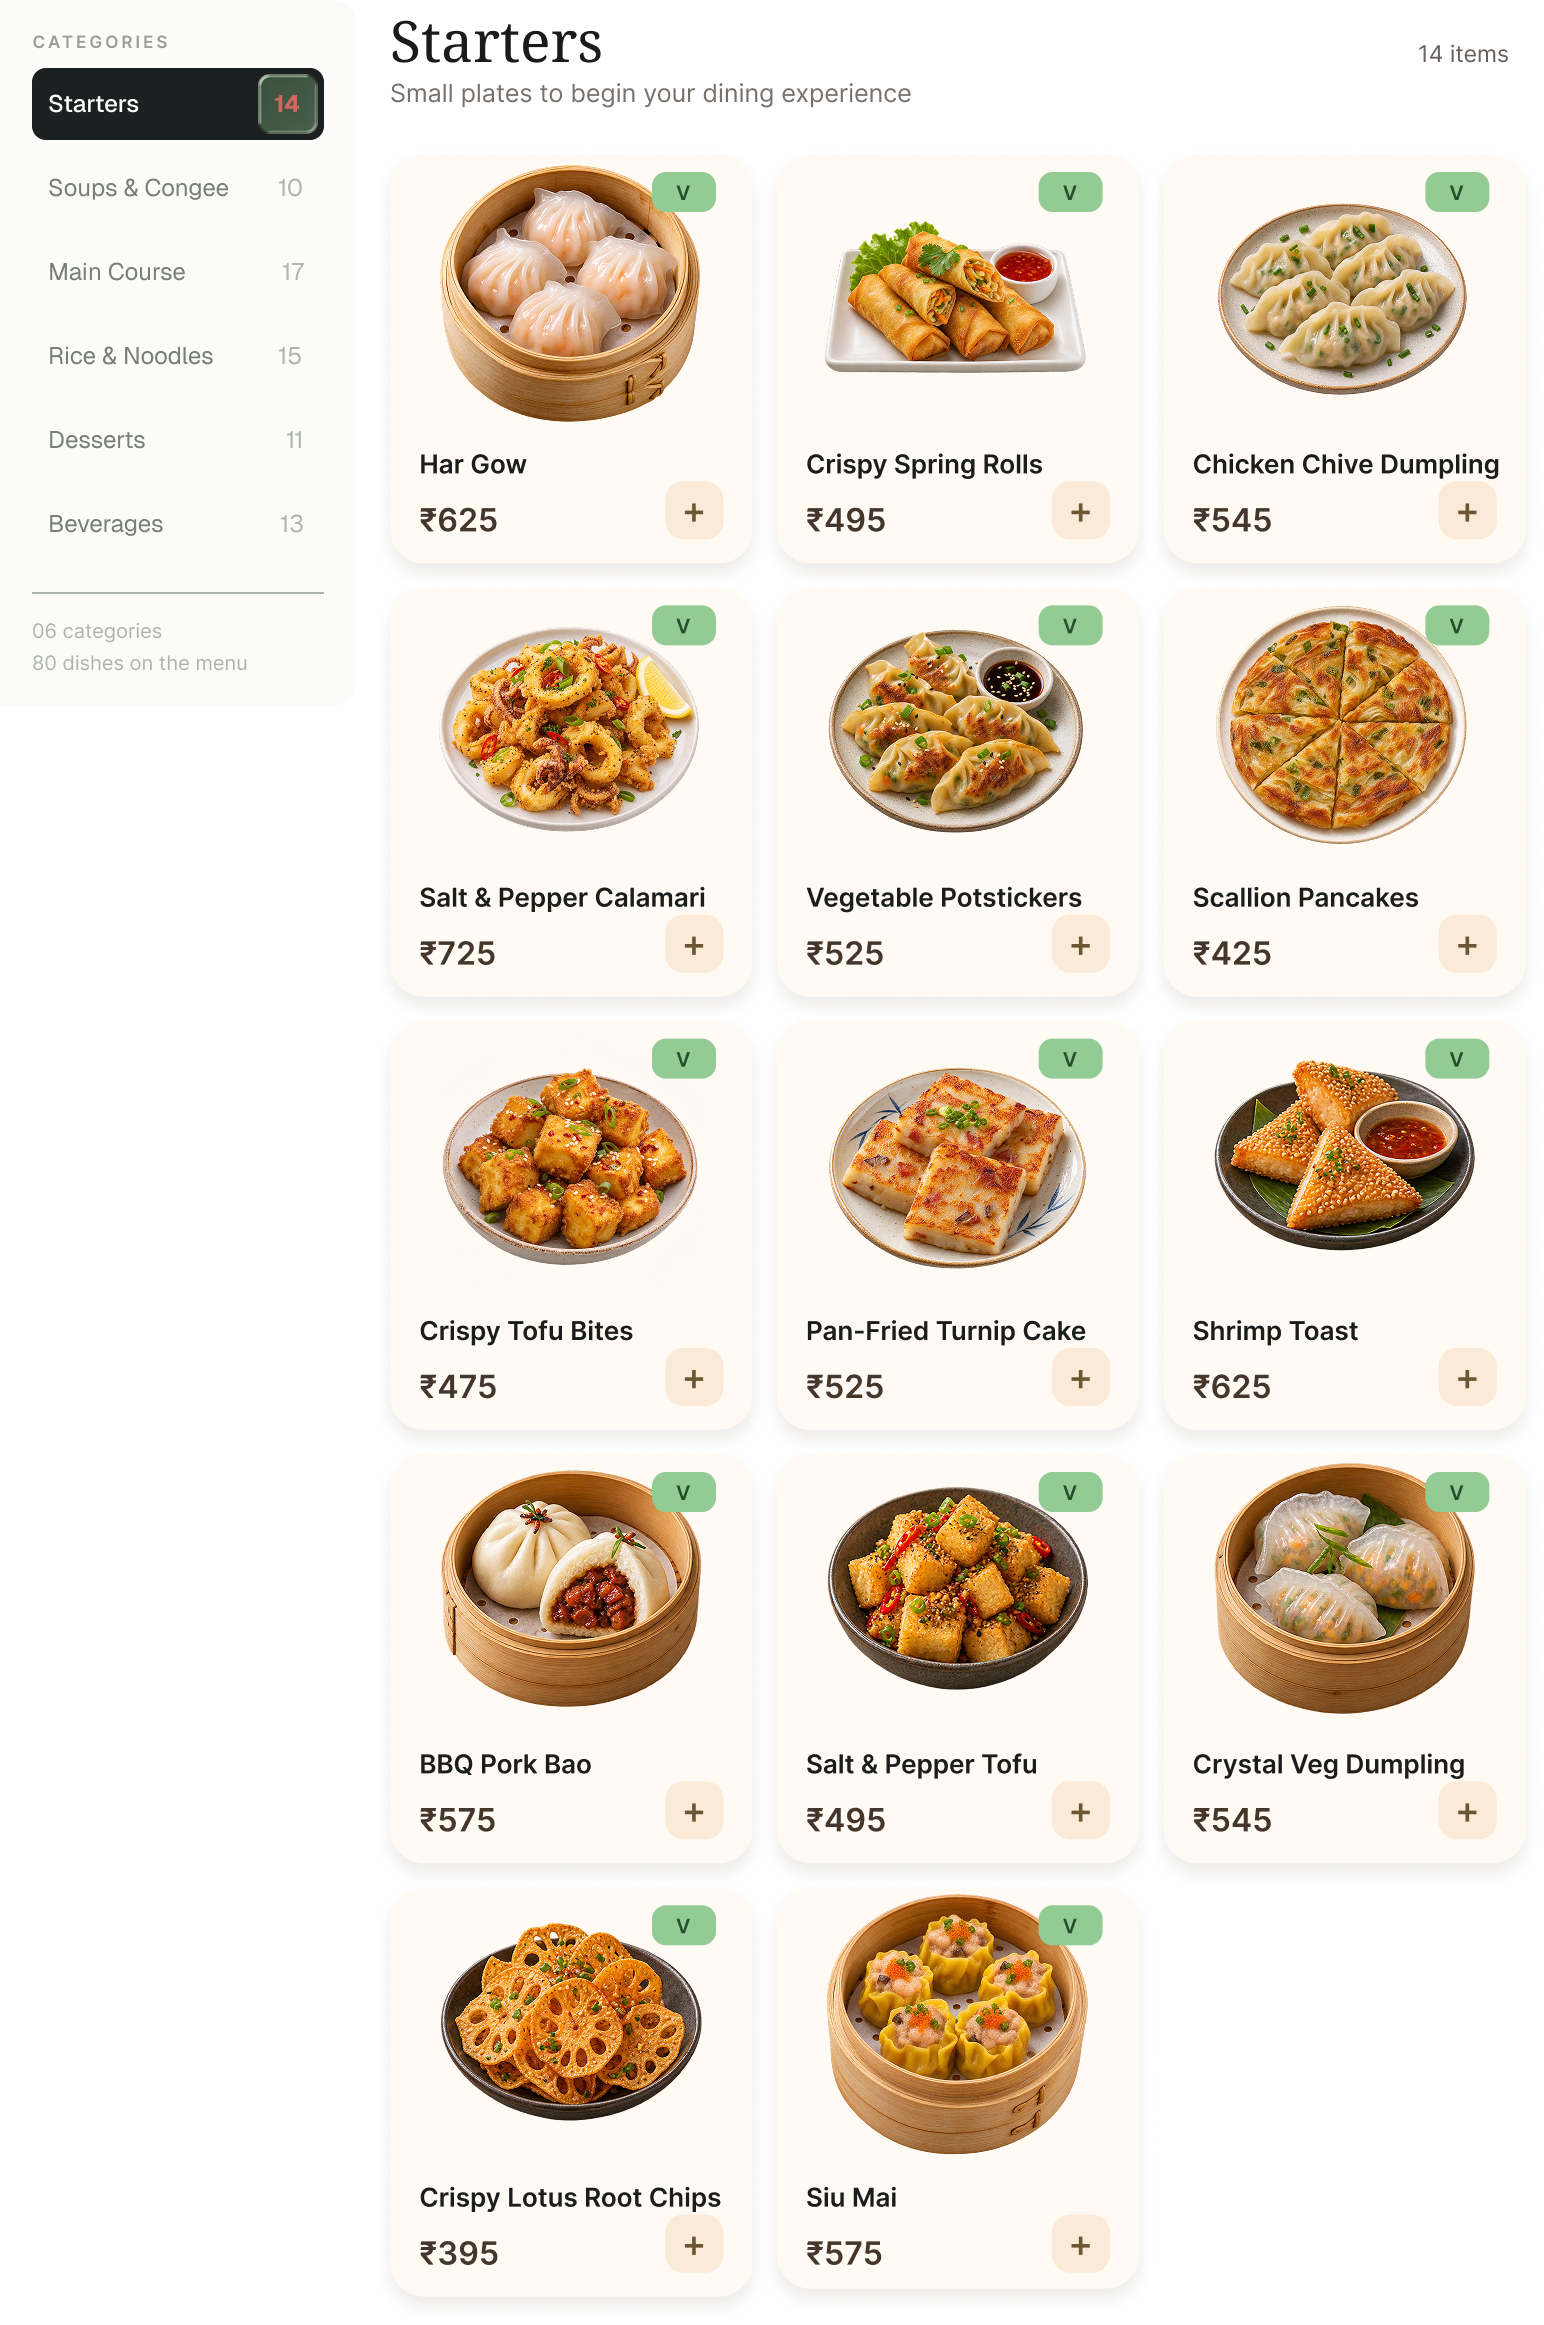 CATEGORIES
Starters 14
Soups & Congee 10
Main Course 17
Rice & Noodles 15
Desserts 11
Beverages 13
06 categories
80 dishes on the menu
Starters
14 items
Small plates to begin your dining experience
V
Har Gow
₹625
+
V
Crispy Spring Rolls
₹495
+
V
Chicken Chive Dumpling
₹545
+
V
Salt & Pepper Calamari
₹725
+
V
Vegetable Potstickers
₹525
+
V
Scallion Pancakes
₹425
+
V
Crispy Tofu Bites
₹475
+
V
Pan-Fried Turnip Cake
₹525
+
V
Shrimp Toast
₹625
+
V
BBQ Pork Bao
₹575
+
V
Salt & Pepper Tofu
₹495
+
V
Crystal Veg Dumpling
₹545
+
V
Crispy Lotus Root Chips
₹395
+
V
Siu Mai
₹575
+